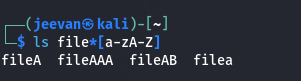 ┌──(jeevan㉿kali)-[~]
└─$ ls file*[a-zA-Z]
fileA  fileAAA  fileAB  filea